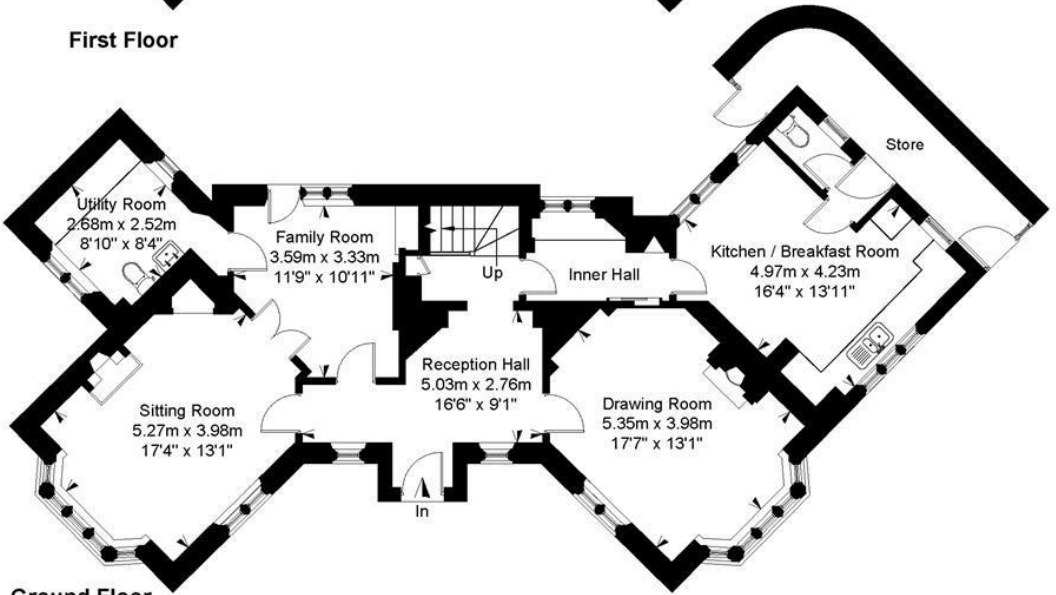 First Floor
Store
Utility Room
2.68m x 2.52m
8'10" x 8'4"
Family Room
3.59m x 3.33m
11'9" x 10'11"
Up
Inner Hall
Kitchen / Breakfast Room
4.97m x 4.23m
16'4" x 13'11"
Reception Hall
5.03m x 2.76m
16'6" x 9'1"
Sitting Room
5.27m x 3.98m
17'4" x 13'1"
Drawing Room
5.35m x 3.98m
17'7" x 13'1"
In
Ground Floor